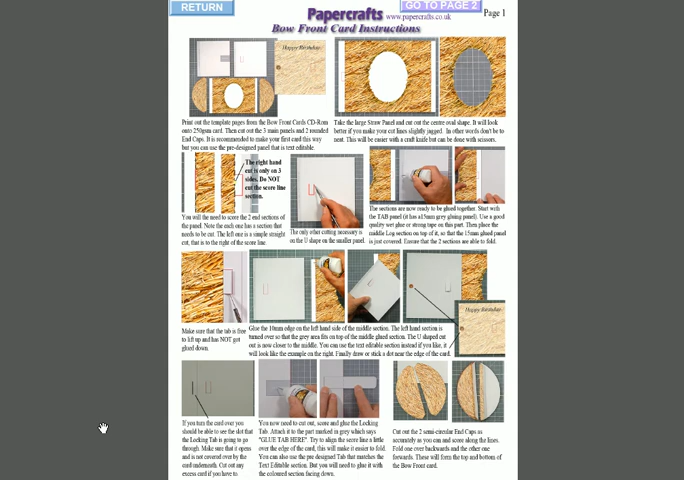 RETURN
GO TO PAGE 2
Papercrafts www.papercrafts.co.uk Page 1
Bow Front Card Instructions
Happy Birthday
Print out the template pages from the Bow Front Cards CD-Rom
onto 250gsm card. Then cut out the 3 main panels and 2 rounded
End Caps. It is recommended to make your first card this way
but you can use the pre-designed panel that is text editable.
Take the large Straw Panel and cut out the centre oval shape. It will look
better if you make your cut lines slightly jagged. In other words don't be to
neat. This will be easier with a craft knife but can be done with scissors.
The right hand
cut is only on 3
sides. Do NOT
cut the score line
section.
You will the need to score the 2 end sections of
the panel. Note the each one has a section that
needs to be cut. The left one is a simple straight
cut, that is to the right of the score line.
The only other cutting necessary is
on the U shape on the smaller panel.
The sections are now ready to be glued together. Start with
the TAB panel (it has a15mm grey gluing panel). Use a good
quality wet glue or strong tape on this part. Then place the
middle Log section on top of it, so that the 15mm glued panel
is just covered. Ensure that the 2 sections are able to fold.
Make sure that the tab is free
to lift up and has NOT got
glued down.
Glue the 10mm edge on the left hand side of the middle section. The left hand section is
turned over so that the grey area fits on top of the middle glued section. The U shaped cut
out is now closer to the middle. You can use the text editable section instead if you like, it
will look like the example on the right. Finally draw or stick a dot near the edge of the card.
Happy Birthday
If you turn the card over you
should be able to see the slot that
the Locking Tab is going to go
through. Make sure that it opens
and is not covered over by the
card underneath. Cut out any
excess card if you have to.
You now need to cut out, score and glue the Locking
Tab. Attach it to the part marked in grey which says
"GLUE TAB HERE". Try to align the score line a little
over the edge of the card, this will make it easier to fold.
You can also use the pre designed Tab that matches the
Text Editable section. But you will need to glue it with
the coloured section facing down.
Cut out the 2 semi-circular End Caps as
accurately as you can and score along the lines.
Fold one over backwards and the other one
forwards. These will form the top and bottom of
the Bow Front card.